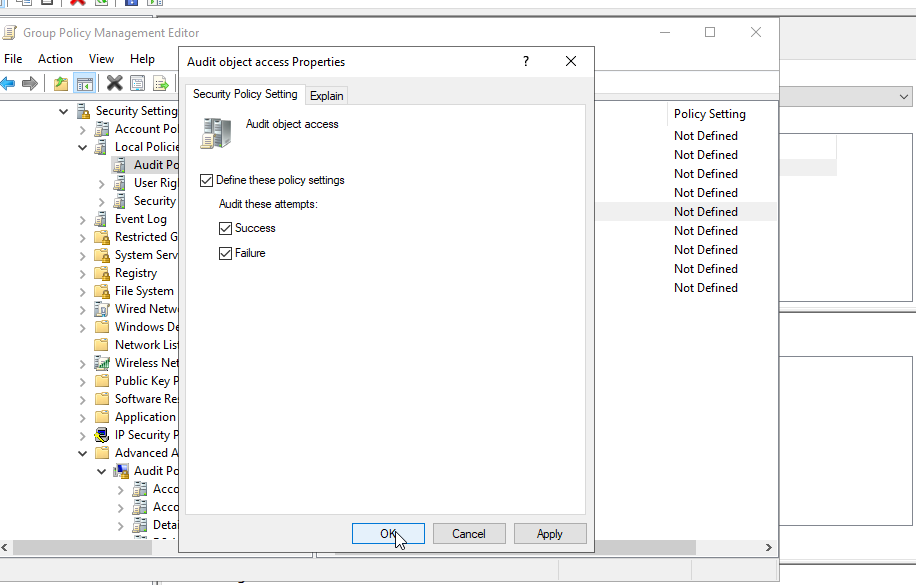 Group Policy Management Editor
File Action View Help
Security Setting
Account Pol
Local Policie
Audit Po
User Rig
Security
Event Log
Restricted G
System Serv
Registry
File System
Wired Netw
Windows De
Network List
Wireless Net
Public Key P
Software Re
Application
IP Security P
Advanced A
Audit Po
Acco
Acco
Detai
Audit object access Properties
?
Security Policy Setting
Explain
Audit object access
Define these policy settings
Audit these attempts:
Success
Failure
OK
Cancel
Apply
Policy Setting
Not Defined
Not Defined
Not Defined
Not Defined
Not Defined
Not Defined
Not Defined
Not Defined
Not Defined